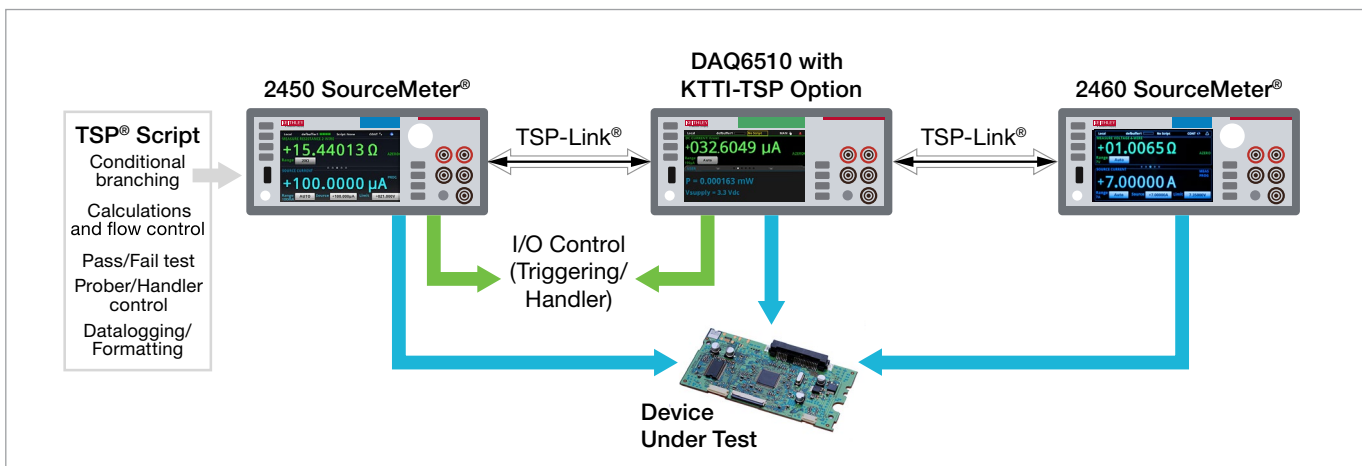 2450 SourceMeter®
DAQ6510 with
KTTI-TSP Option
2460 SourceMeter®
TSP® Script
Conditional
branching
Calculations
and flow control
Pass/Fail test
Prober/Handler
control
Datalogging/
Formatting
+15.44013 Ω
+100.0000 µA
TSP-Link®
+032.6049 µA
Auto
P = 0.000163 mW
Vsupply = 3.3 Vdc
TSP-Link®
+01.0065 Ω
+7.00000 A
I/O Control
(Triggering/
Handler)
Device
Under Test